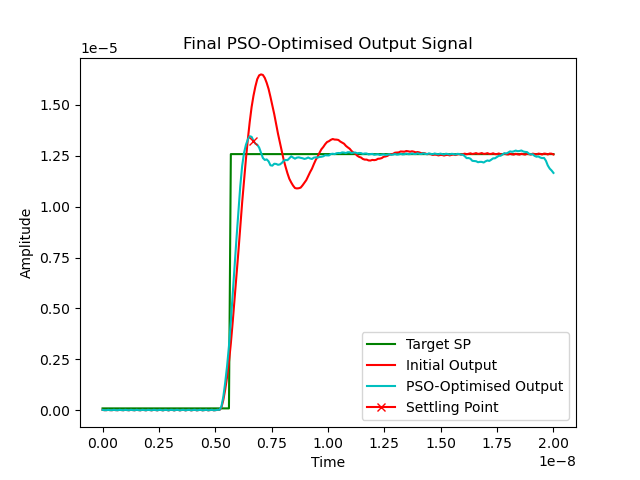 Final PSO-Optimised Output Signal
1e−5
1.50
1.25
1.00
0.75
0.50
0.25
0.00
Amplitude
Target SP
Initial Output
PSO-Optimised Output
Settling Point
0.00 0.25 0.50 0.75 1.00 1.25 1.50 1.75 2.00
Time
1e−8